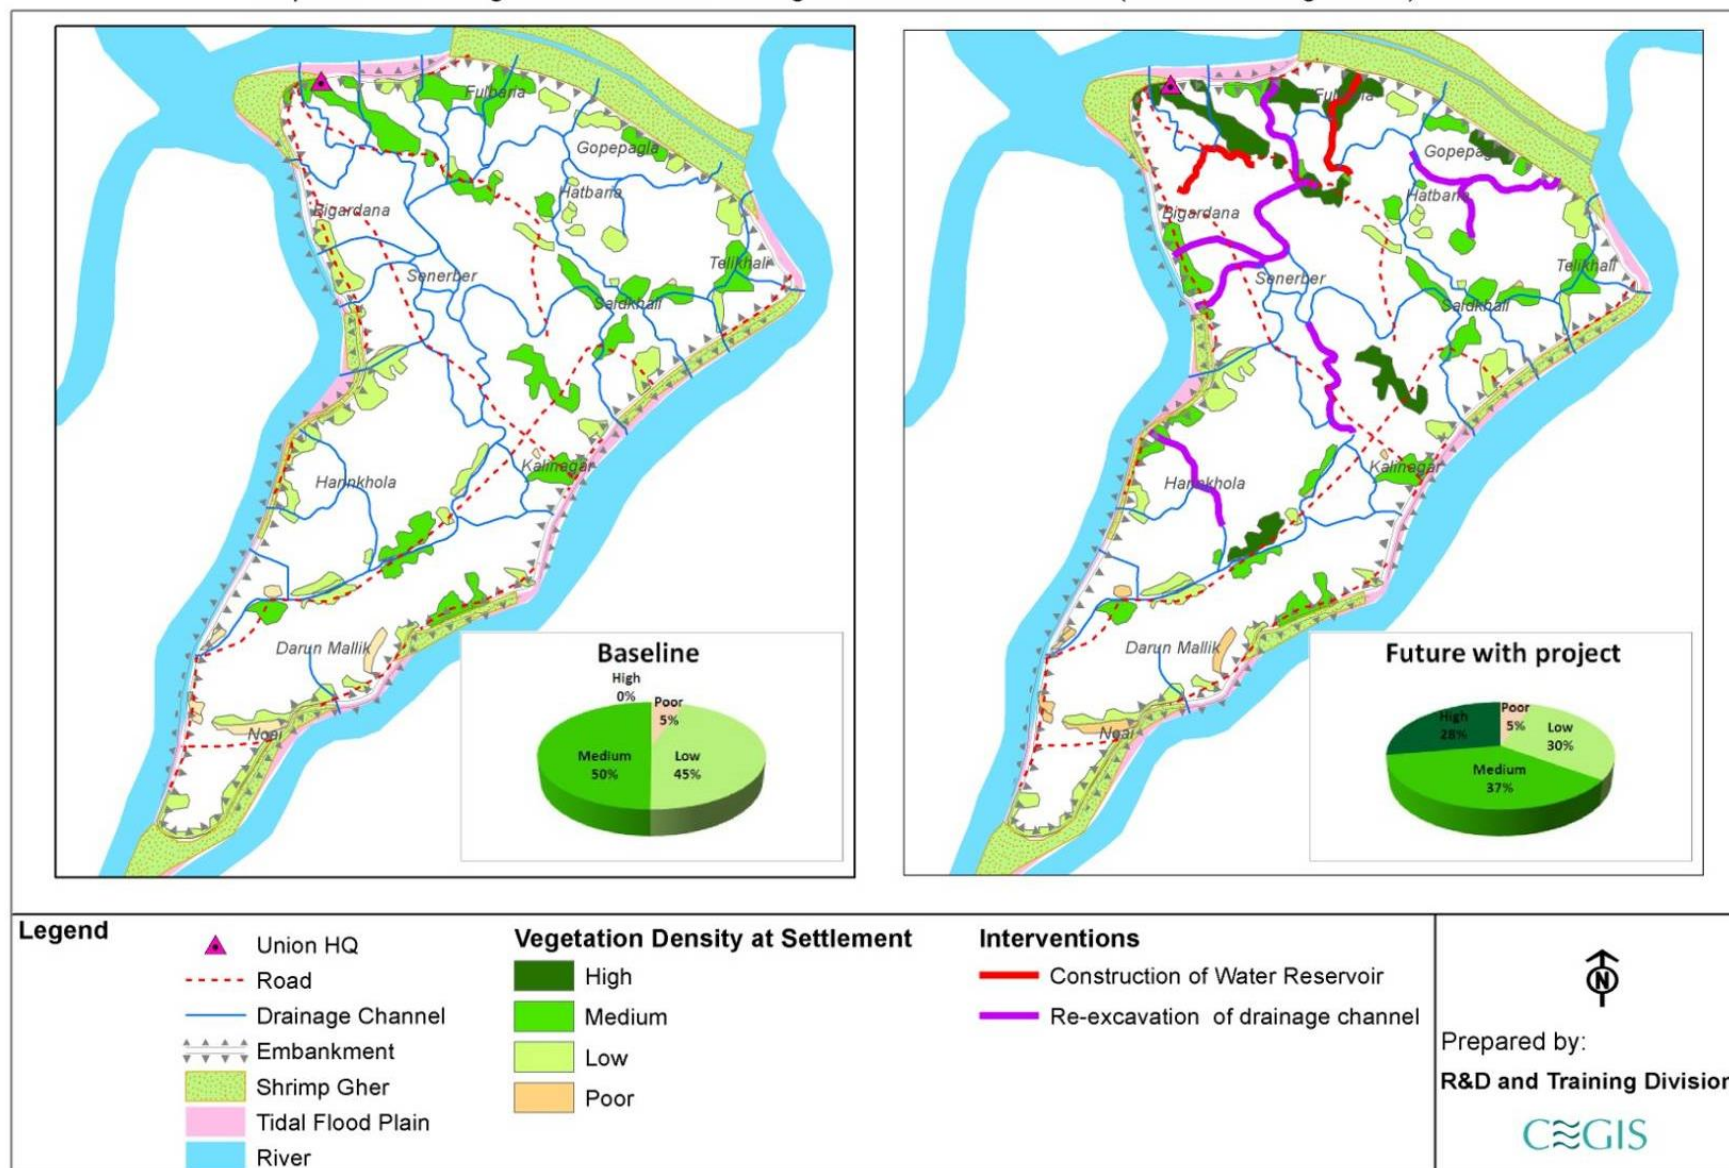 Fulbaria
Gopepagla
Hatbaria
Bigardana
Senerber
Telikhali
Saidkhali
Kalinegar
Harinkhola
Darun Mallik
Noai
Baseline
High
0%
Poor
5%
Medium
50%
Low
45%
Gopepagla
Hatbaria
Bigardana
Senerber
Telikhali
Saidkhali
Kalinegar
Darun Mallik
Noai
Future with project
High
28%
Poor
5%
Low
30%
Medium
37%
Legend
Union HQ
Road
Drainage Channel
Embankment
Shrimp Gher
Tidal Flood Plain
River
Vegetation Density at Settlement
High
Medium
Low
Poor
Interventions
Construction of Water Reservoir
Re-excavation of drainage channel
N
Prepared by:
R&D and Training Division
CEGIS